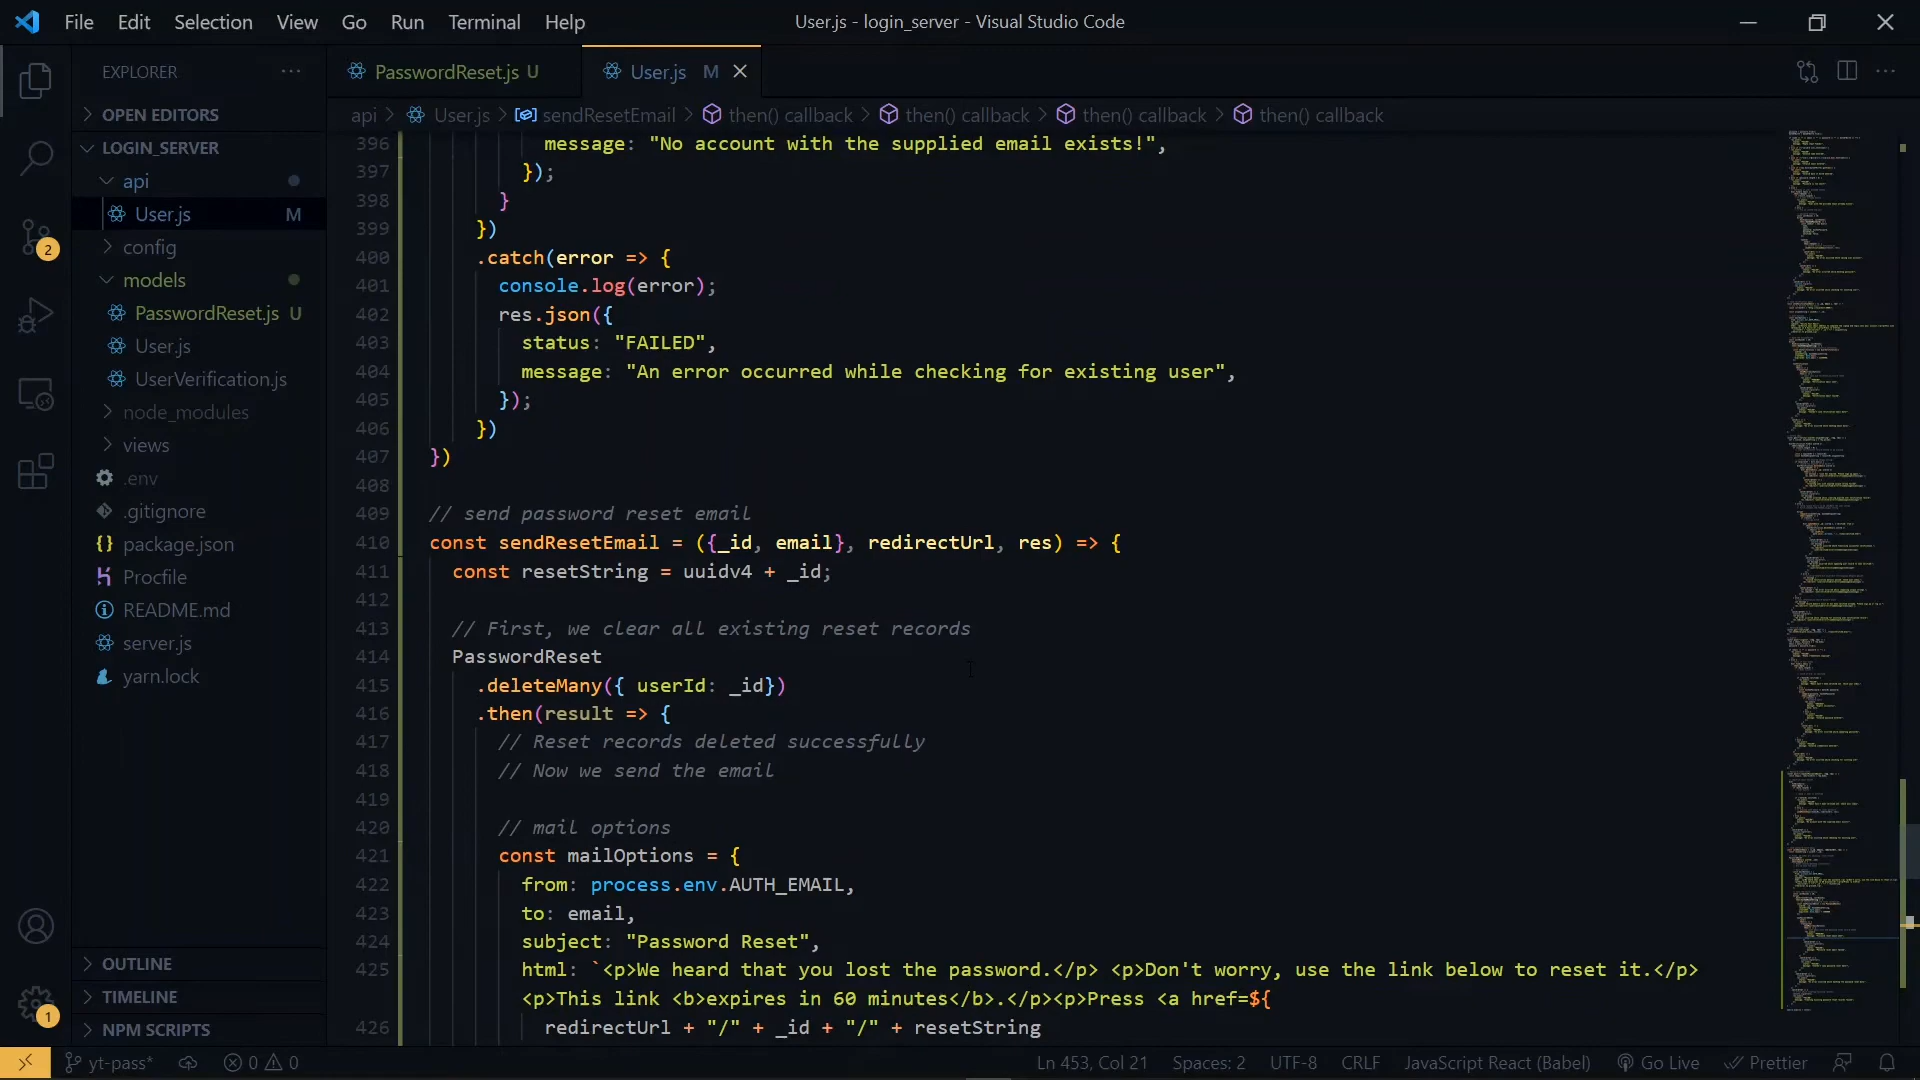 File Edit Selection View Go Run Terminal Help
User.js - login_server - Visual Studio Code
EXPLORER
OPEN EDITORS
LOGIN_SERVER
api
User.js M
config
models
PasswordReset.js U
User.js
UserVerification.js
node_modules
views
.env
.gitignore
package.json
Procfile
README.md
server.js
yarn.lock
OUTLINE
TIMELINE
NPM SCRIPTS
2
1
PasswordReset.js U
User.js M
api > User.js > sendResetEmail > then() callback > then() callback > then() callback > then() callback
396 message: "No account with the supplied email exists!",
397 });
398 }
399 })
400 .catch(error => {
401 console.log(error);
402 res.json({
403 status: "FAILED",
404 message: "An error occurred while checking for existing user",
405 });
406 })
407 })
408
409 // send password reset email
410 const sendResetEmail = ({_id, email}, redirectUrl, res) => {
411 const resetString = uuidv4 + _id;
412
413 // First, we clear all existing reset records
414 PasswordReset
415 .deleteMany({ userId: _id})
416 .then(result => {
417 // Reset records deleted successfully
418 // Now we send the email
419
420 // mail options
421 const mailOptions = {
422 from: process.env.AUTH_EMAIL,
423 to: email,
424 subject: "Password Reset",
425 html: `<p>We heard that you lost the password.</p> <p>Don't worry, use the link below to reset it.</p>
<p>This link <b>expires in 60 minutes</b>.</p><p>Press <a href=${
426 redirectUrl + "/" + _id + "/" + resetString
yt-pass* 0 0 Ln 453, Col 21 Spaces: 2 UTF-8 CRLF JavaScript React (Babel) Go Live Prettier